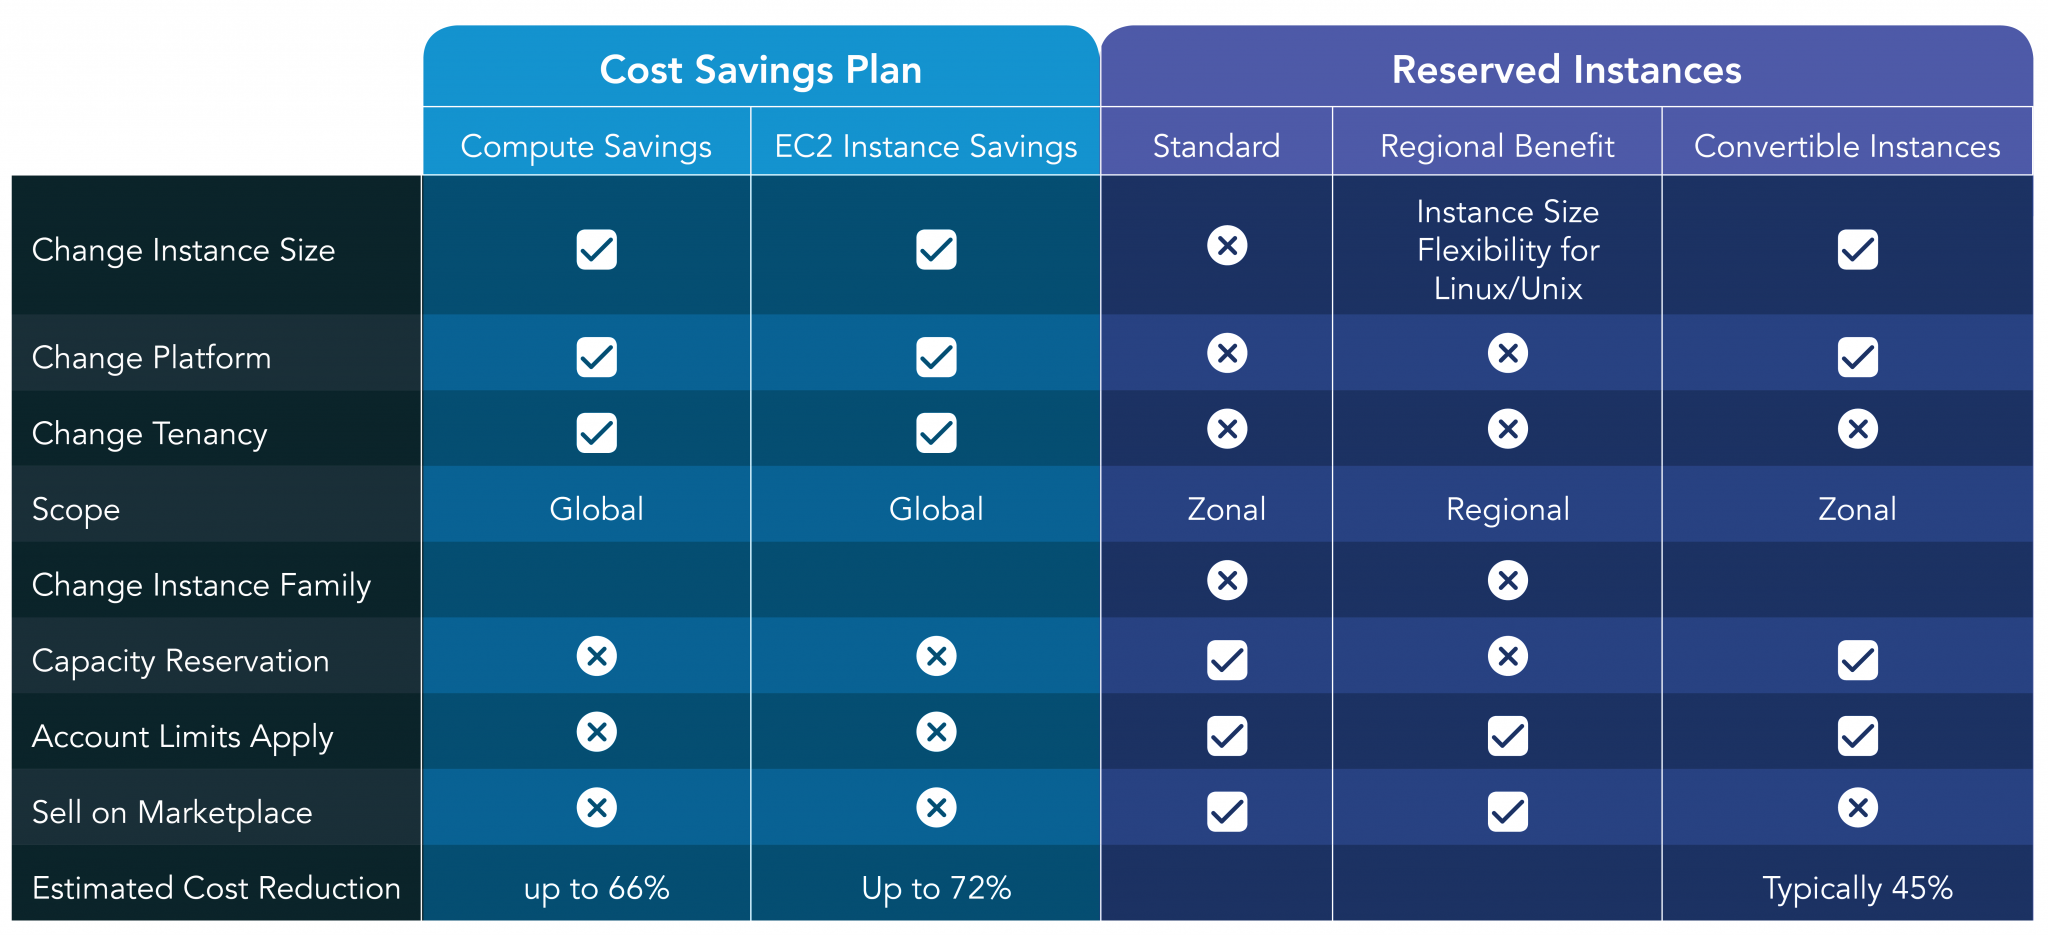 Cost Savings Plan
Reserved Instances
Compute Savings
EC2 Instance Savings
Standard
Regional Benefit
Convertible Instances
Change Instance Size
Instance Size
Flexibility for
Linux/Unix
Change Platform
Change Tenancy
Scope
Global
Global
Zonal
Regional
Zonal
Change Instance Family
Capacity Reservation
Account Limits Apply
Sell on Marketplace
Estimated Cost Reduction
up to 66%
Up to 72%
Typically 45%